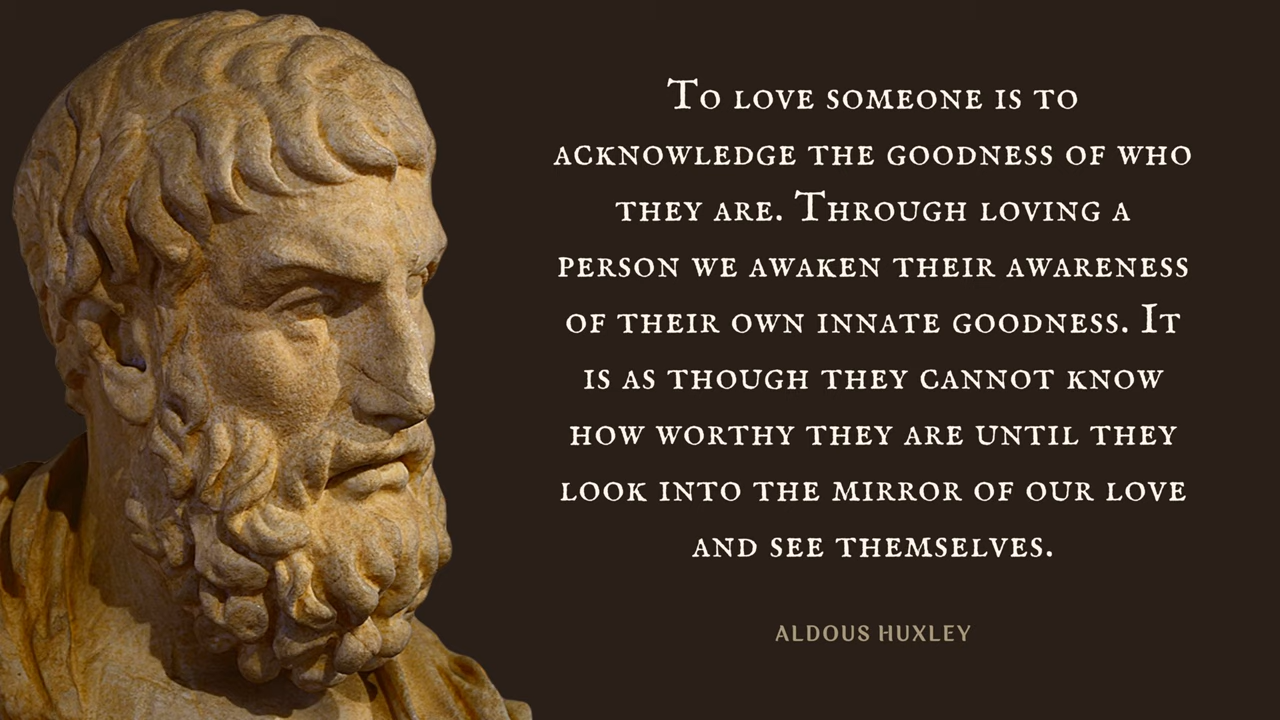 To love someone is to
acknowledge the goodness of who
they are. Through loving a
person we awaken their awareness
of their own innate goodness. It
is as though they cannot know
how worthy they are until they
look into the mirror of our love
and see themselves.
ALDOUS HUXLEY